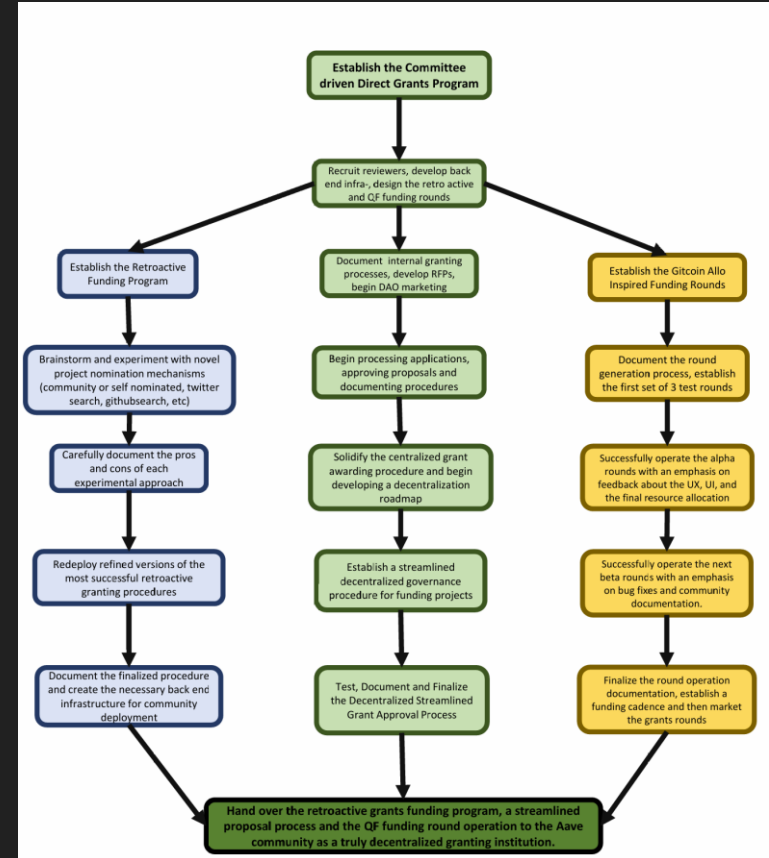 Establish the Committee
driven Direct Grants Program
Recruit reviewers, develop back
end infra-, design the retro active
and QF funding rounds
Establish the Retroactive
Funding Program
Document internal granting
processes, develop RFPs,
begin DAO marketing
Establish the Gitcoin Allo
Inspired Funding Rounds
Brainstorm and experiment with novel
project nomination mechanisms
(community or self nominated, twitter
search, githubsearch, etc)
Begin processing applications,
approving proposals and
documenting procedures
Document the round
generation process, establish
the first set of 3 test rounds
Carefully document the pros
and cons of each
experimental approach
Solidify the centralized grant
awarding procedure and begin
developing a decentralization
roadmap
Successfully operate the alpha
rounds with an emphasis on
feedback about the UX, UI, and
the final resource allocation
Redeploy refined versions of the
most successful retroactive
granting procedures
Establish a streamlined
decentralized governance
procedure for funding projects
Successfully operate the next
beta rounds with an emphasis
on bug fixes and community
documentation.
Document the finalized procedure
and create the necessary back end
infrastructure for community
deployment
Test, Document and Finalize
the Decentralized Streamlined
Grant Approval Process
Finalize the round operation
documentation, establish a
funding cadence and then market
the grants rounds
Hand over the retroactive grants funding program, a streamlined
proposal process and the QF funding round operation to the Aave
community as a truly decentralized granting institution.